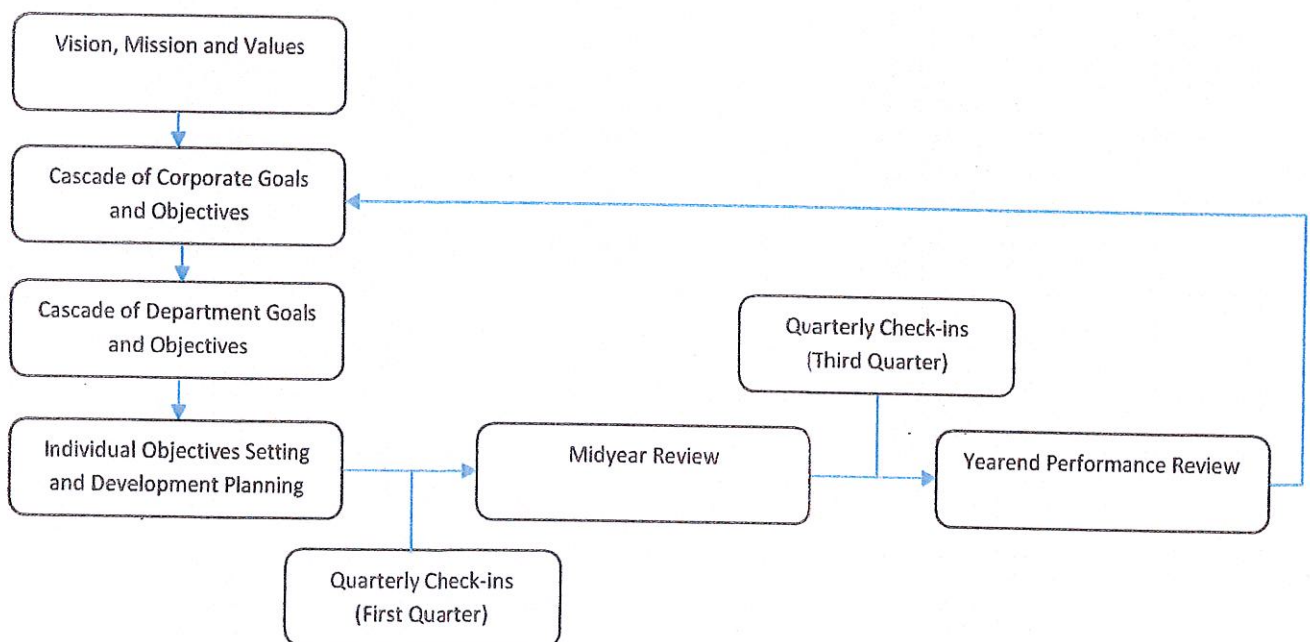 Vision, Mission and Values
Cascade of Corporate Goals
and Objectives
Cascade of Department Goals
and Objectives
Quarterly Check-ins
(Third Quarter)
Individual Objectives Setting
and Development Planning
Midyear Review
Yearend Performance Review
Quarterly Check-ins
(First Quarter)